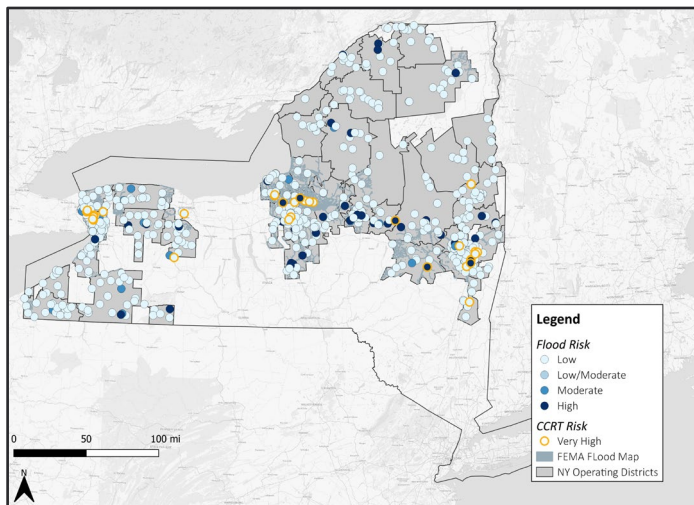 Legend
Flood Risk
Low
Low/Moderate
Moderate
High
CCRT Risk
Very High
FEMA FLood Map
NY Operating Districts
0 50 100 mi
N